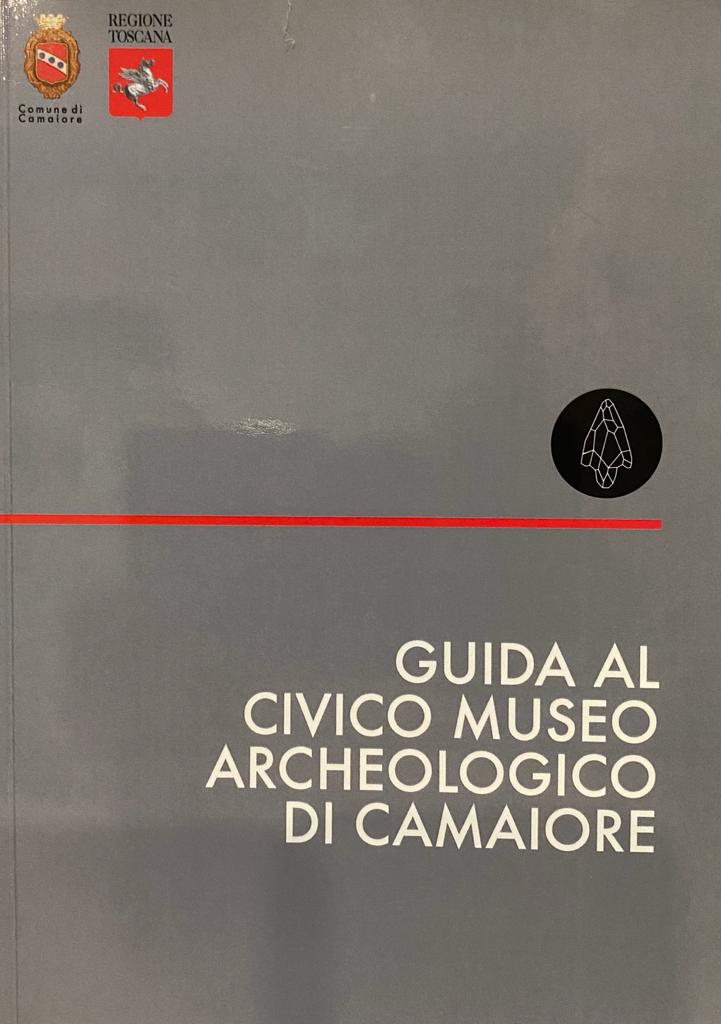 REGIONE
TOSCANA
Comune di
Camaiore
GUIDA AL
CIVICO MUSEO
ARCHEOLOGICO
DI CAMAIORE